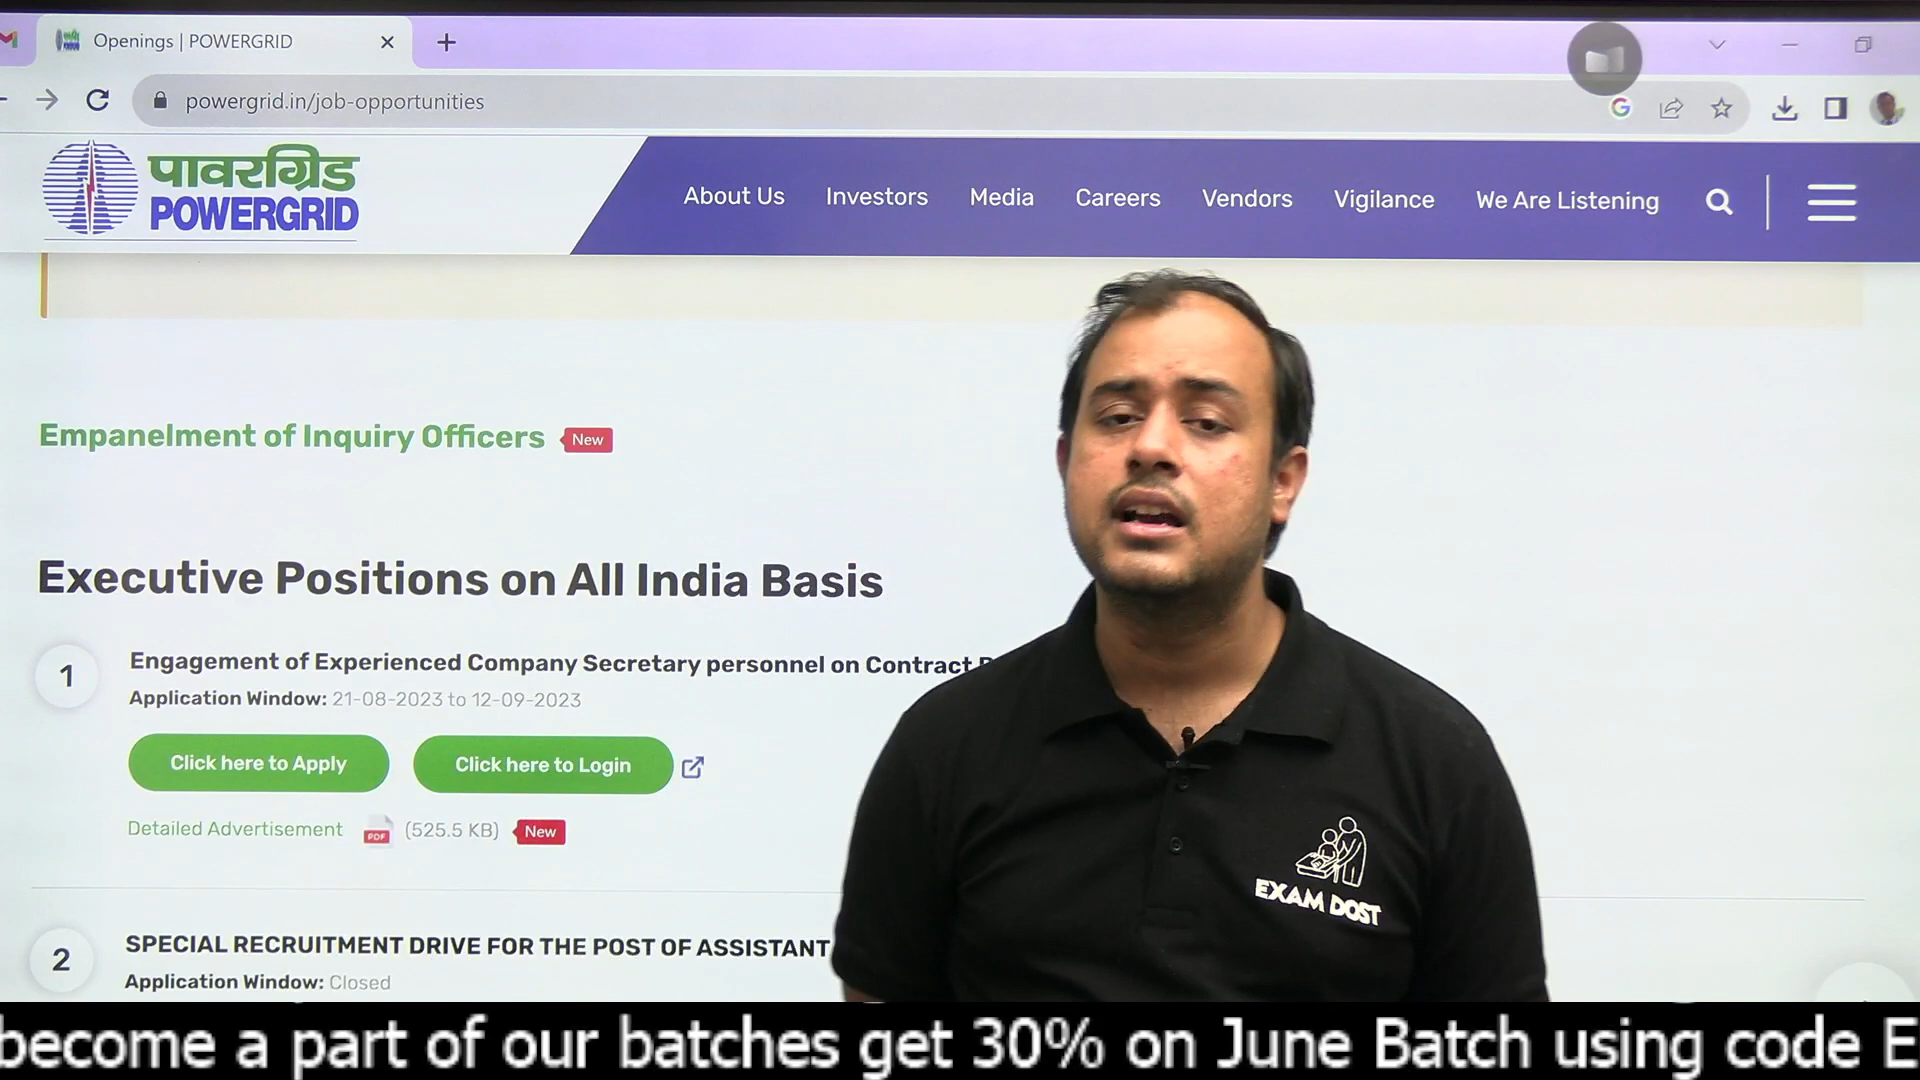 Openings | POWERGRID
powergrid.in/job-opportunities
पावरग्रिड
POWERGRID
About Us
Investors
Media
Careers
Vendors
Vigilance
We Are Listening
Empanelment of Inquiry Officers
New
Executive Positions on All India Basis
1
Engagement of Experienced Company Secretary personnel on Contract
Application Window: 21-08-2023 to 12-09-2023
Click here to Apply
Click here to Login
Detailed Advertisement
PDF
(525.5 KB)
New
2
SPECIAL RECRUITMENT DRIVE FOR THE POST OF ASSISTANT
Application Window: Closed
EXAM DOST
become a part of our batches get 30% on June Batch using code E